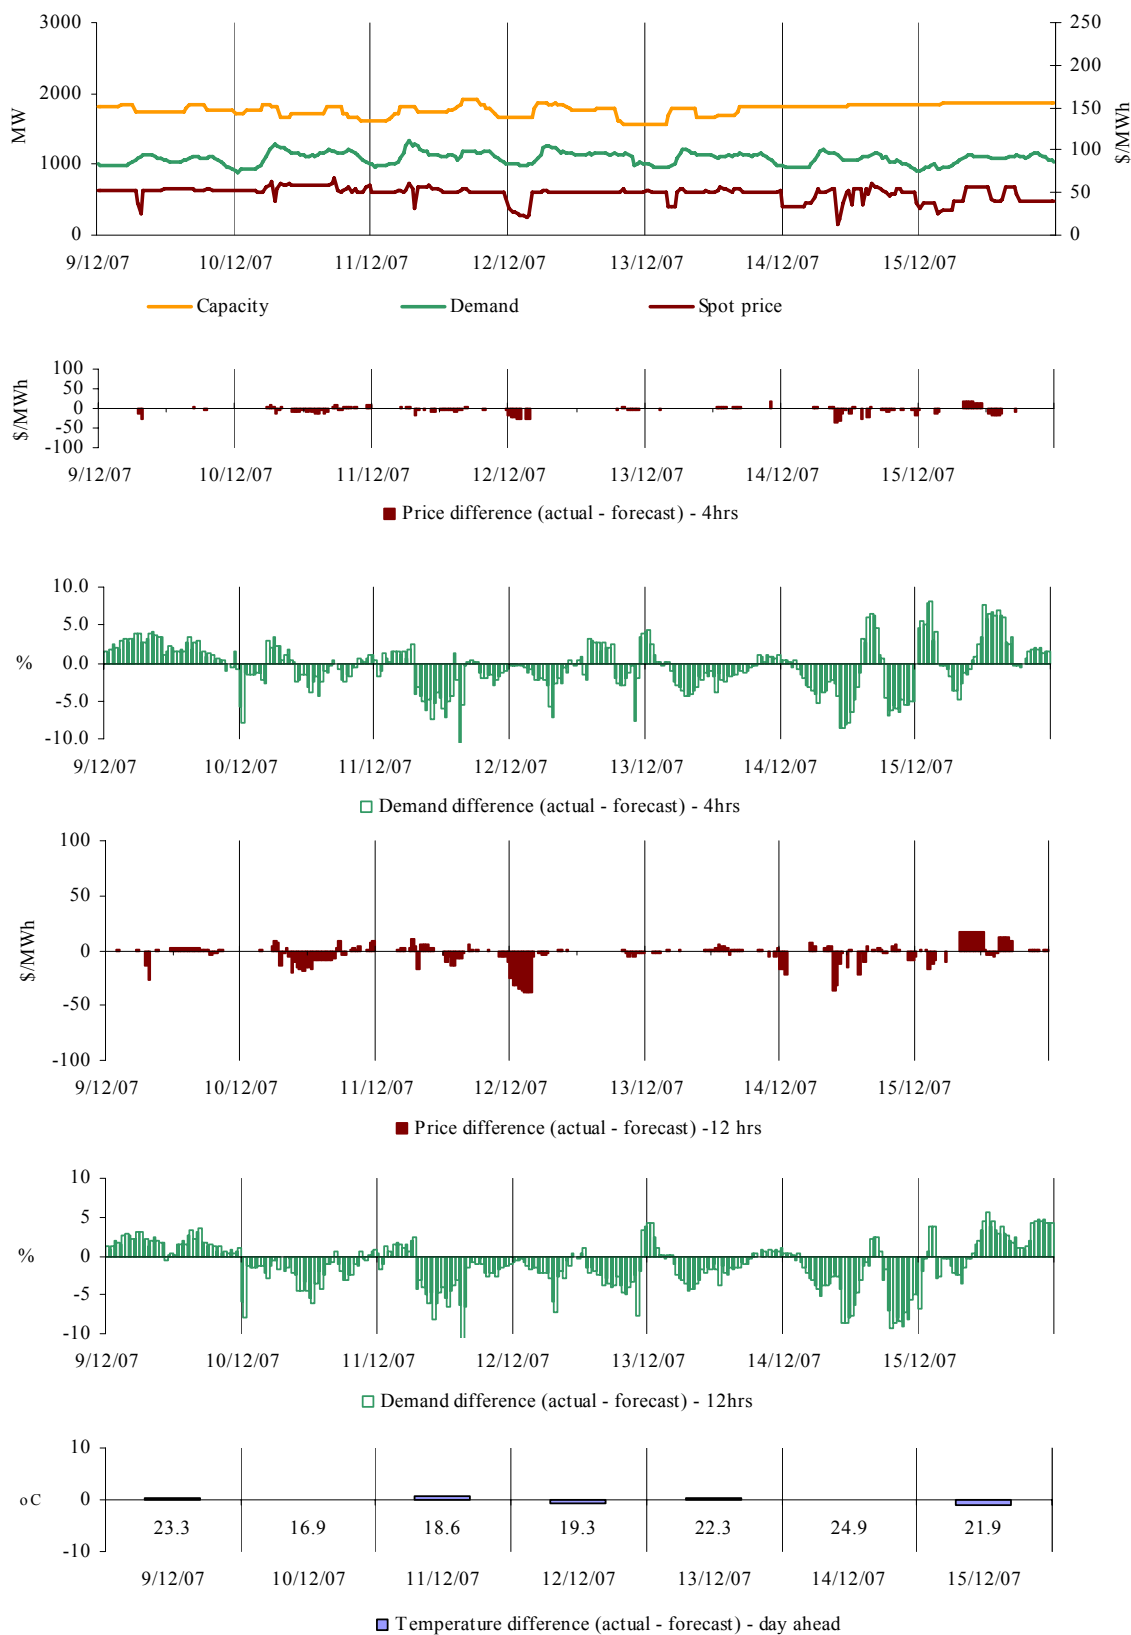 3000 250
200
2000 150
MW $/MWh
1000 100
50
0 0
9/12/07 10/12/07 11/12/07 12/12/07 13/12/07 14/12/07 15/12/07
Capacity Demand Spot price
100
50
$/MWh
0
-50
-100
9/12/07 10/12/07 11/12/07 12/12/07 13/12/07 14/12/07 15/12/07
Price difference (actual - forecast) - 4hrs
10.0
5.0
% 0.0
-5.0
-10.0
9/12/07 10/12/07 11/12/07 12/12/07 13/12/07 14/12/07 15/12/07
Demand difference (actual - forecast) - 4hrs
100
50
$/MWh 0
-50
-100
9/12/07 10/12/07 11/12/07 12/12/07 13/12/07 14/12/07 15/12/07
Price difference (actual - forecast) -12 hrs
10
5
% 0
-5
-10
9/12/07 10/12/07 11/12/07 12/12/07 13/12/07 14/12/07 15/12/07
Demand difference (actual - forecast) - 12hrs
10
oC 0
23.3 16.9 18.6 19.3 22.3 24.9 21.9
-10
9/12/07 10/12/07 11/12/07 12/12/07 13/12/07 14/12/07 15/12/07
Temperature difference (actual - forecast) - day ahead